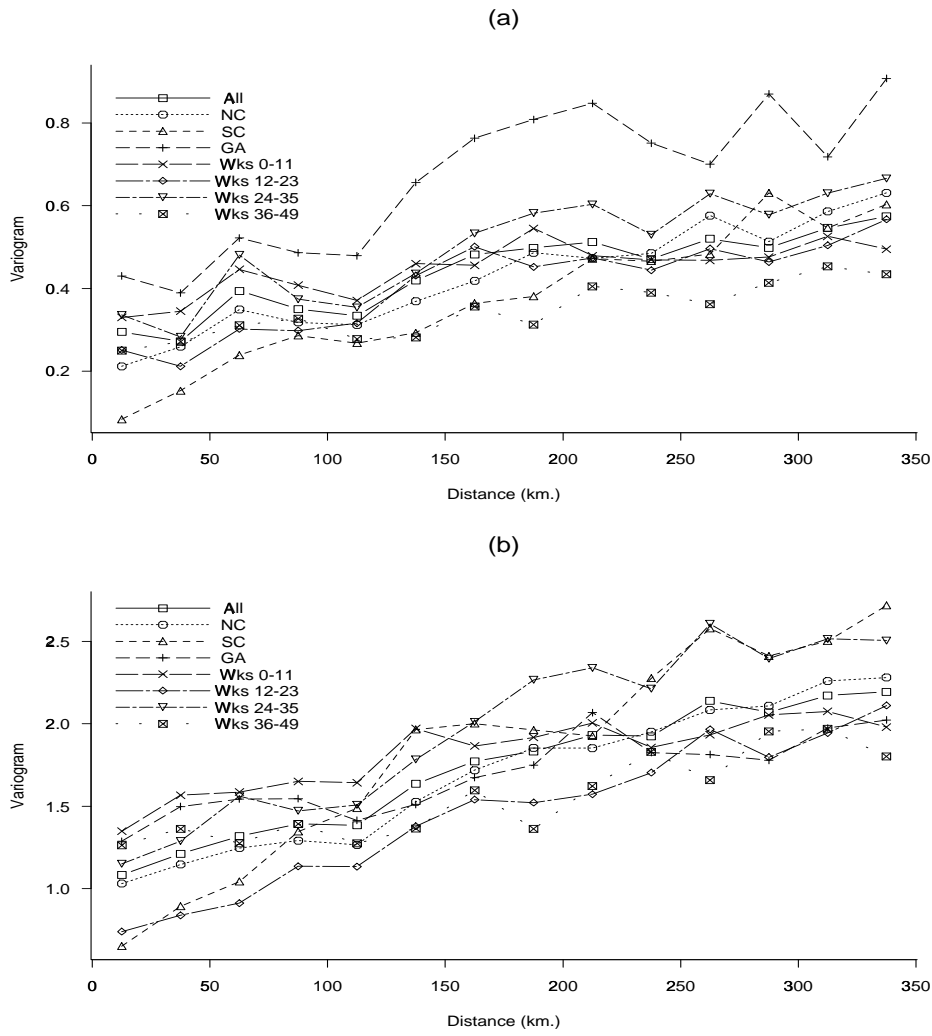 (a)
0.8
0.6
0.4
0.2
Variogram
All
NC
SC
GA
Wks 0-11
Wks 12-23
Wks 24-35
Wks 36-49
0 50 100 150 200 250 300 350
Distance (km.)
(b)
2.5
2.0
1.5
1.0
Variogram
All
NC
SC
GA
Wks 0-11
Wks 12-23
Wks 24-35
Wks 36-49
0 50 100 150 200 250 300 350
Distance (km.)